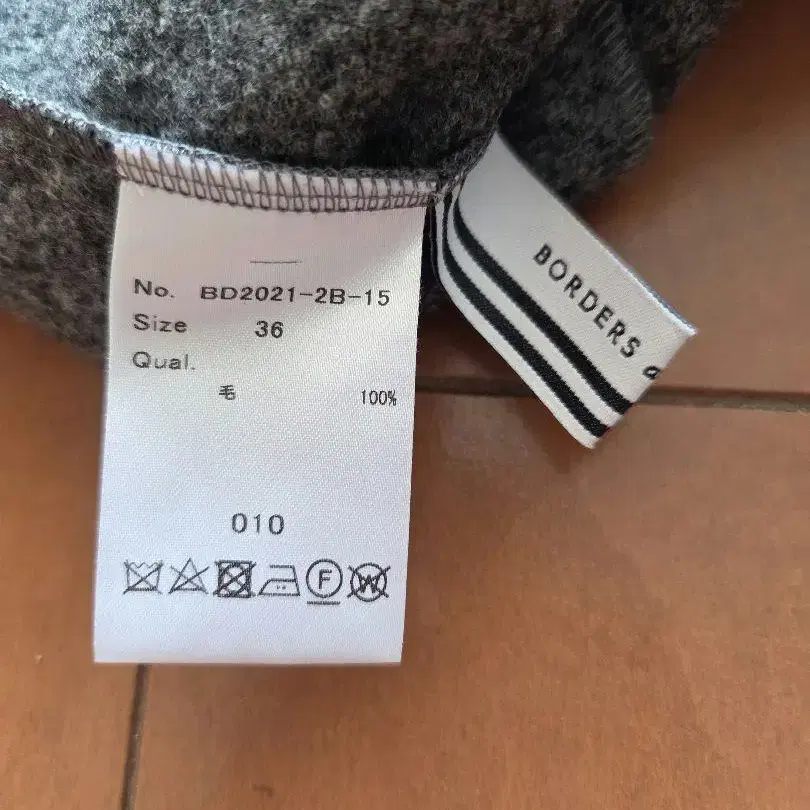 No. BD2021-2B-15
Size 36
Qual.
毛 100%
010
F
W
BORDERS